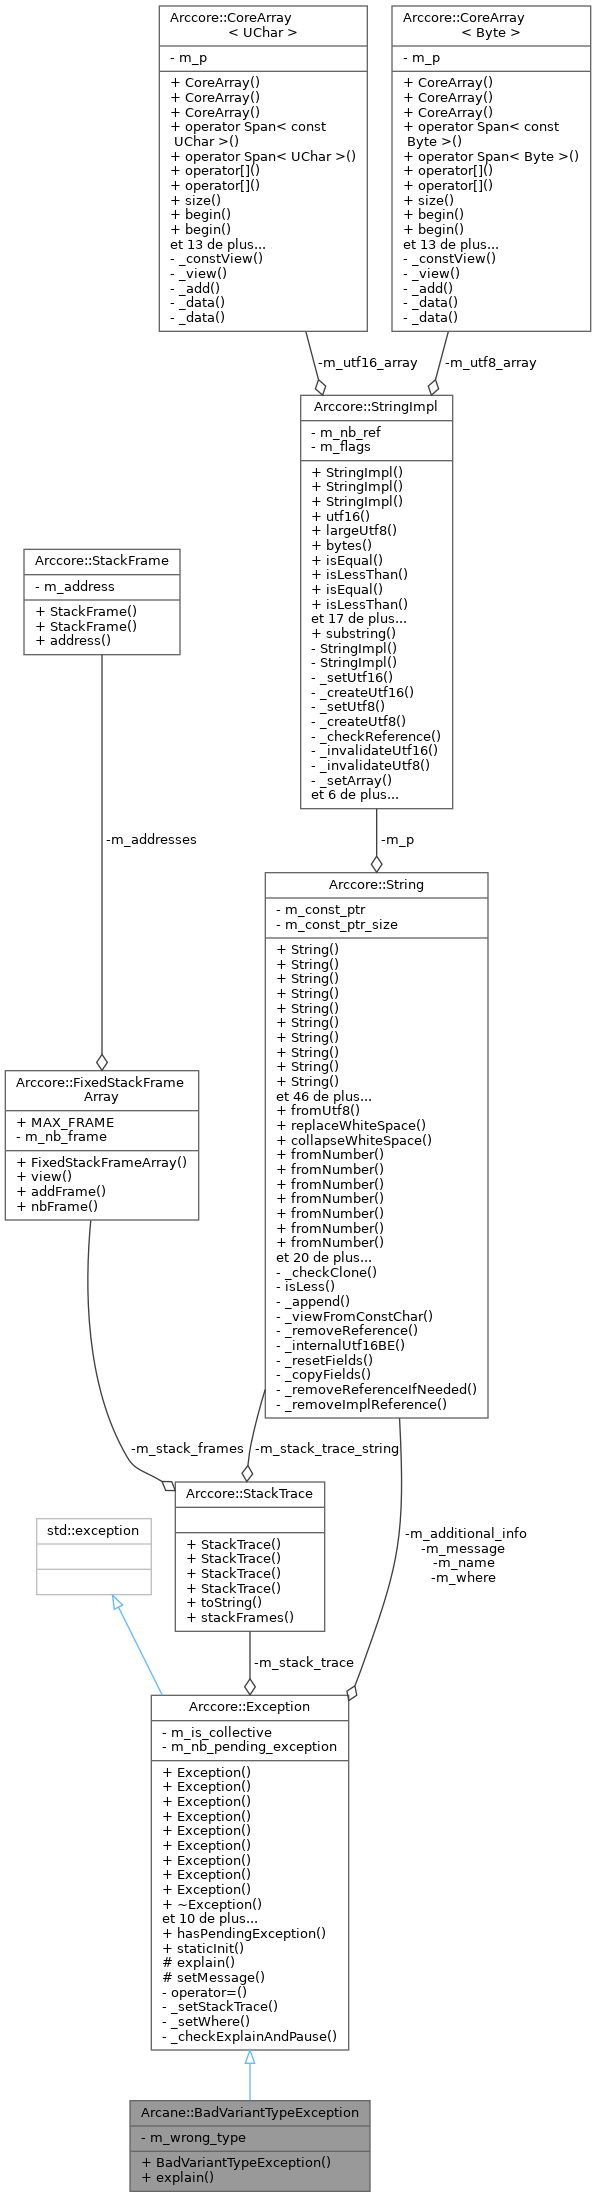 Arccore::CoreArray
< UChar >
- m_p
+ CoreArray()
+ CoreArray()
+ CoreArray()
+ operator Span< const
UChar >()
+ operator Span< UChar >()
+ operator[]()
+ operator[]()
+ size()
+ begin()
+ begin()
et 13 de plus...
- _constView()
- _view()
- _add()
- _data()
- _data()
Arccore::CoreArray
< Byte >
- m_p
+ CoreArray()
+ CoreArray()
+ CoreArray()
+ operator Span< const
Byte >()
+ operator Span< Byte >()
+ operator[]()
+ operator[]()
+ size()
+ begin()
+ begin()
et 13 de plus...
- _constView()
- _view()
- _add()
- _data()
- _data()
-m_utf16_array
-m_utf8_array
Arccore::StringImpl
- m_nb_ref
- m_flags
+ StringImpl()
+ StringImpl()
+ StringImpl()
+ utf16()
+ largeUtf8()
+ bytes()
+ isEqual()
+ isLessThan()
+ isEqual()
+ isLessThan()
et 17 de plus...
+ substring()
- StringImpl()
- StringImpl()
- _setUtf16()
- _createUtf16()
- _setUtf8()
- _createUtf8()
- _checkReference()
- _invalidateUtf16()
- _invalidateUtf8()
- _setArray()
et 6 de plus...
Arccore::StackFrame
- m_address
+ StackFrame()
+ StackFrame()
+ address()
-m_addresses
-m_p
Arccore::String
- m_const_ptr
- m_const_ptr_size
+ String()
+ String()
+ String()
+ String()
+ String()
+ String()
+ String()
+ String()
+ String()
+ String()
et 46 de plus...
+ fromUtf8()
+ replaceWhiteSpace()
+ collapseWhiteSpace()
+ fromNumber()
+ fromNumber()
+ fromNumber()
+ fromNumber()
+ fromNumber()
+ fromNumber()
+ fromNumber()
et 20 de plus...
- _checkClone()
- isLess()
- _append()
- _viewFromConstChar()
- _removeReference()
- _internalUtf16BE()
- _resetFields()
- _copyFields()
- _removeReferenceIfNeeded()
- _removeImplReference()
Arccore::FixedStackFrame
Array
+ MAX_FRAME
- m_nb_frame
+ FixedStackFrameArray()
+ view()
+ addFrame()
+ nbFrame()
-m_stack_frames
-m_stack_trace_string
Arccore::StackTrace
+ StackTrace()
+ StackTrace()
+ StackTrace()
+ StackTrace()
+ toString()
+ stackFrames()
std::exception
-m_additional_info
-m_message
-m_name
-m_where
-m_stack_trace
Arccore::Exception
- m_is_collective
- m_nb_pending_exception
+ Exception()
+ Exception()
+ Exception()
+ Exception()
+ Exception()
+ Exception()
+ Exception()
+ Exception()
+ Exception()
+ ~Exception()
et 10 de plus...
+ hasPendingException()
+ staticInit()
# explain()
# setMessage()
- operator=()
- _setStackTrace()
- _setWhere()
- _checkExplainAndPause()
Arcane::BadVariantTypeException
- m_wrong_type
+ BadVariantTypeException()
+ explain()